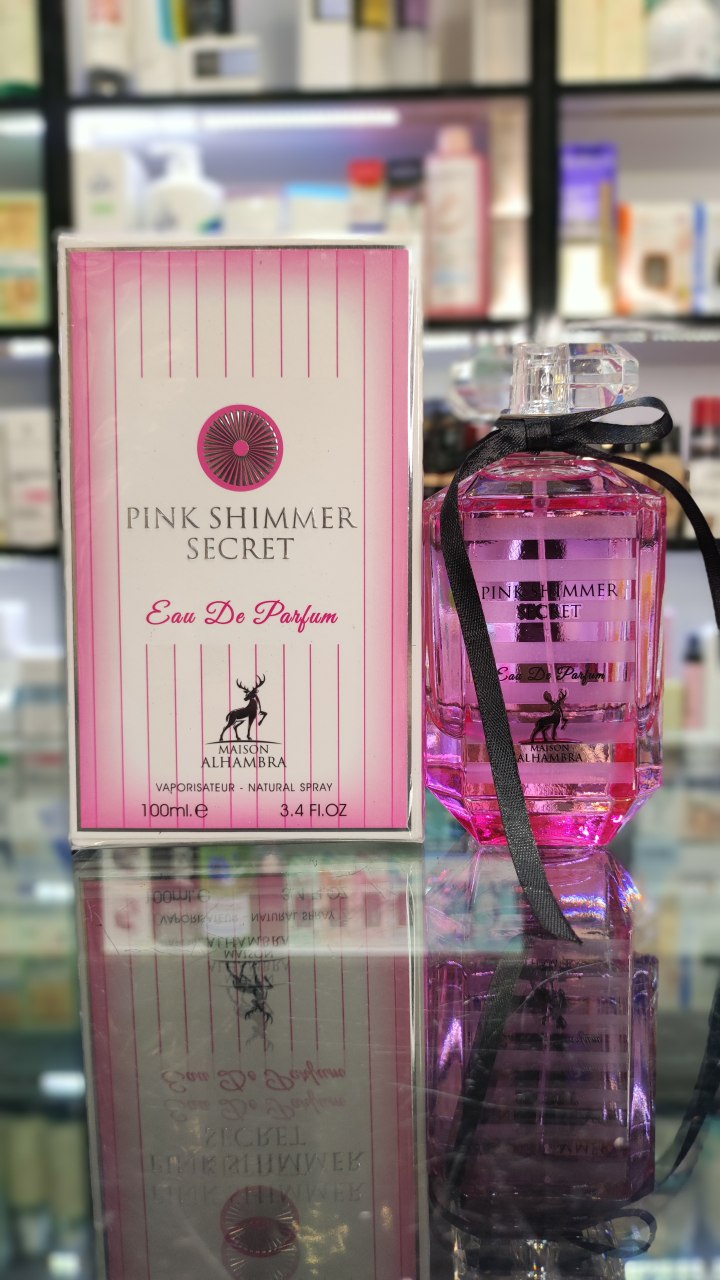 PINK SHIMMER
SECRET
Eau De Parfum
MAISON
ALHAMBRA
VAPORISATEUR - NATURAL SPRAY
100ml.e 3.4 Fl.OZ
PINK SHIMMER
SECRET
Eau De Parfum
MAISON
ALHAMBRA